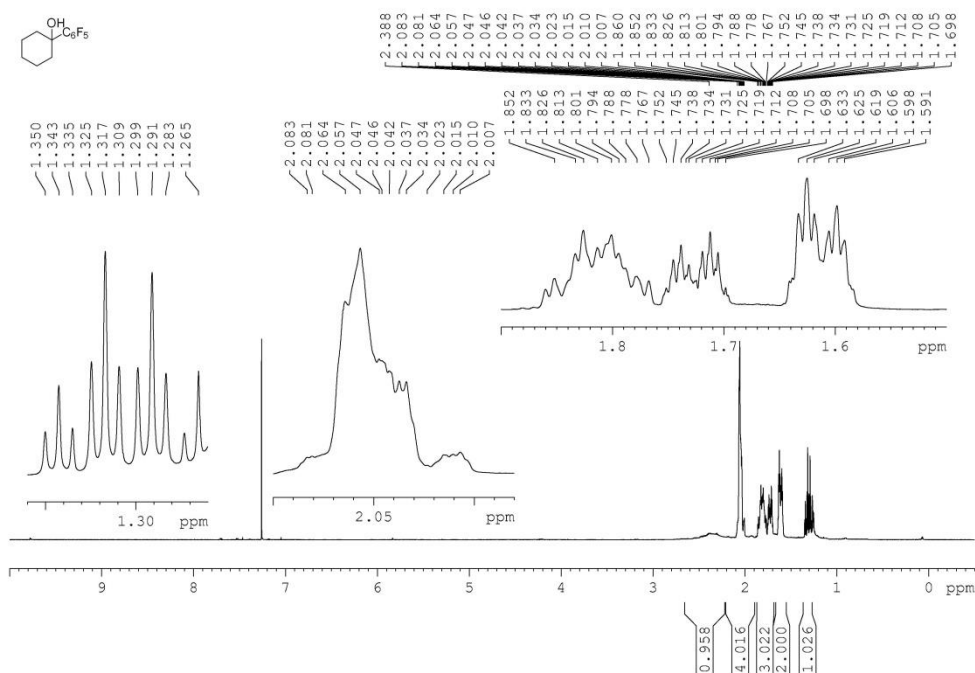 OH
C6F5
2.388 2.083 2.081 2.064 2.057 2.047 2.046 2.042 2.037 2.034 2.023 2.015 2.010 2.007 1.860 1.852 1.833 1.826 1.813 1.801 1.794 1.788 1.778 1.767 1.752 1.745 1.738 1.734 1.731 1.725 1.719 1.712 1.708 1.705 1.698
1.350 1.343 1.335 1.325 1.317 1.309 1.299 1.291 1.283 1.265
2.083 2.081 2.064 2.057 2.047 2.046 2.042 2.037 2.034 2.023 2.015 2.010 2.007
1.852 1.833 1.826 1.813 1.801 1.794 1.788 1.778 1.767 1.752 1.745 1.738 1.734 1.731 1.725 1.719 1.712 1.708 1.705 1.698 1.633 1.625 1.619 1.606 1.598 1.591
1.8 1.7 1.6 ppm
1.30 ppm
2.05 ppm
9 8 7 6 5 4 3 2 1 0 ppm
0.958 4.016 3.022 2.000 1.026